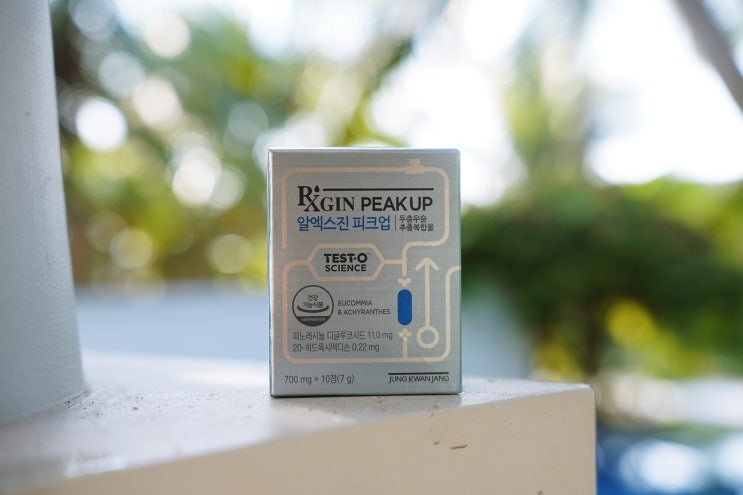 RXGIN PEAK UP
알엑스진 피크업
두충우슬
추출복합물
TEST·O™
SCIENCE
건강
기능식품
EUCOMMIA
& ACHYRANTHES
피노레시놀 디글루코사드 11.0 mg
20-히드록시엑디손 0.22 mg
700 mg × 10정(7 g)
JUNG KWAN JANG